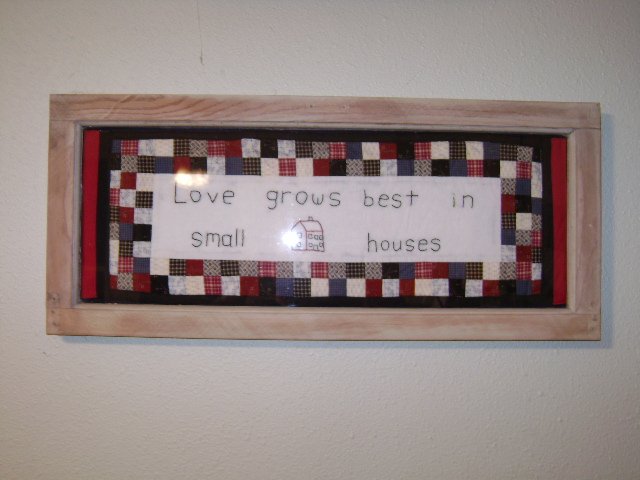 Love grows best in
small houses